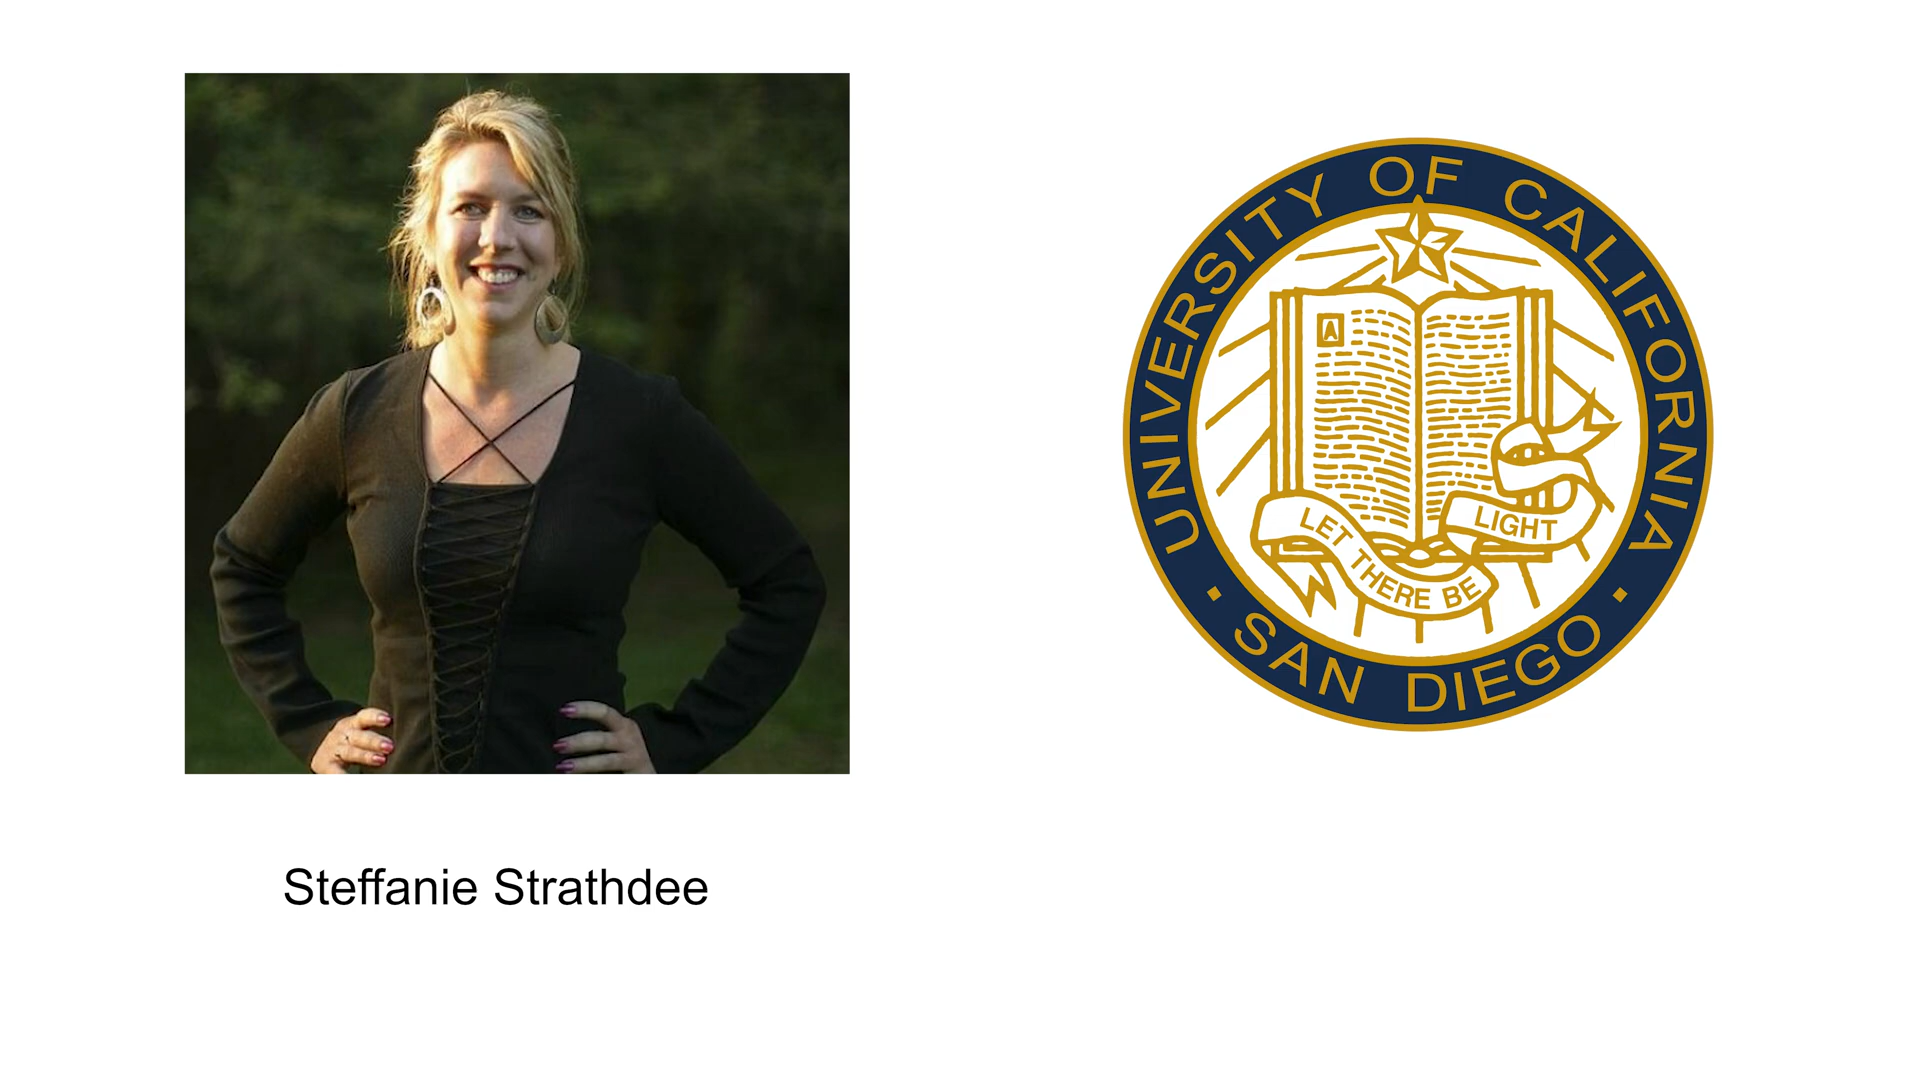 UNIVERSITY OF CALIFORNIA
A
LET THERE BE
LIGHT
· SAN DIEGO ·
Steffanie Strathdee